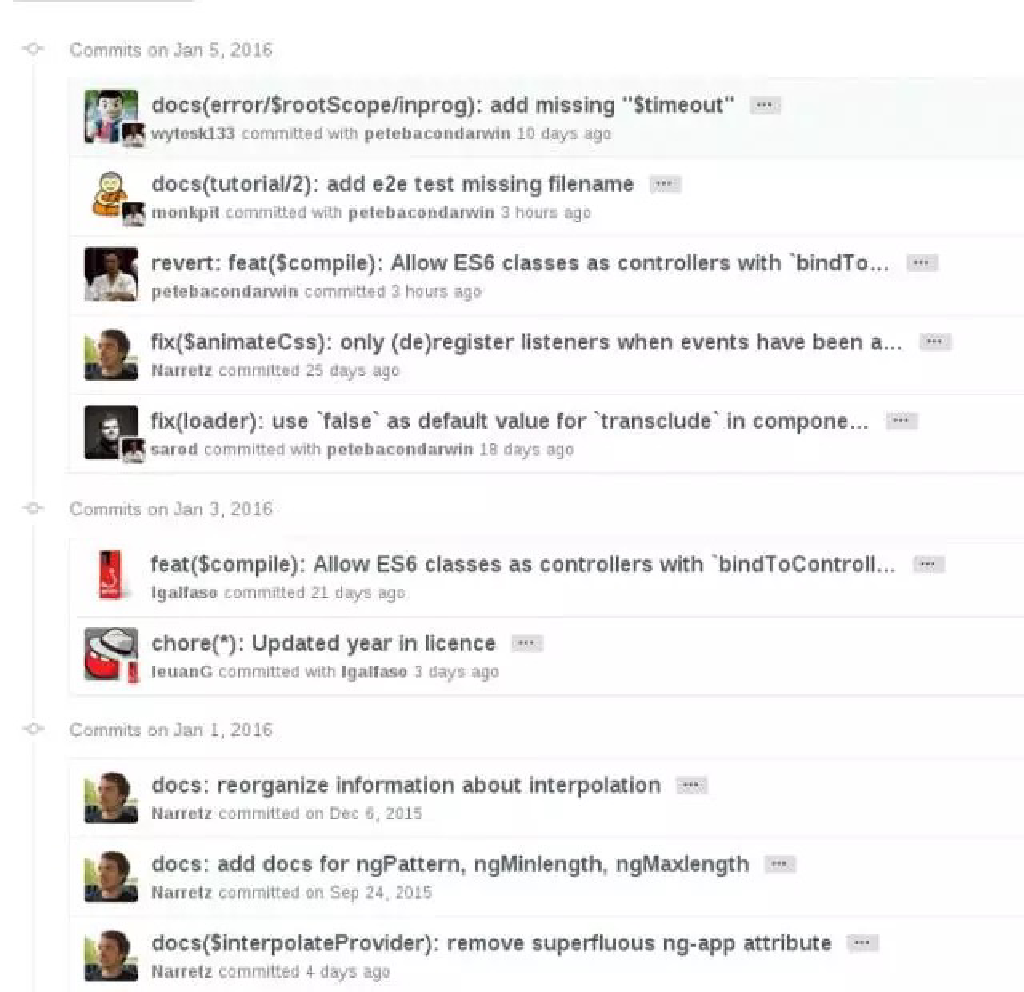 Commits on Jan 5, 2016
docs(error/$rootScope/inprog): add missing "$timeout" ...
wytesk133 committed with petebacondarwin 10 days ago
docs(tutorial/2): add e2e test missing filename ...
monkpit committed with petebacondarwin 3 hours ago
revert: feat($compile): Allow ES6 classes as controllers with `bindTo... ...
petebacondarwin committed 3 hours ago
fix($animateCss): only (de)register listeners when events have been a... ...
Narretz committed 25 days ago
fix(loader): use `false` as default value for `transclude` in compone... ...
sarod committed with petebacondarwin 18 days ago
Commits on Jan 3, 2016
feat($compile): Allow ES6 classes as controllers with `bindToControll... ...
lgalfaso committed 21 days ago
chore(*): Updated year in licence ...
IeuanG committed with lgalfaso 3 days ago
Commits on Jan 1, 2016
docs: reorganize information about interpolation ...
Narretz committed on Dec 6, 2015
docs: add docs for ngPattern, ngMinlength, ngMaxlength ...
Narretz committed on Sep 24, 2015
docs($interpolateProvider): remove superfluous ng-app attribute ...
Narretz committed 4 days ago